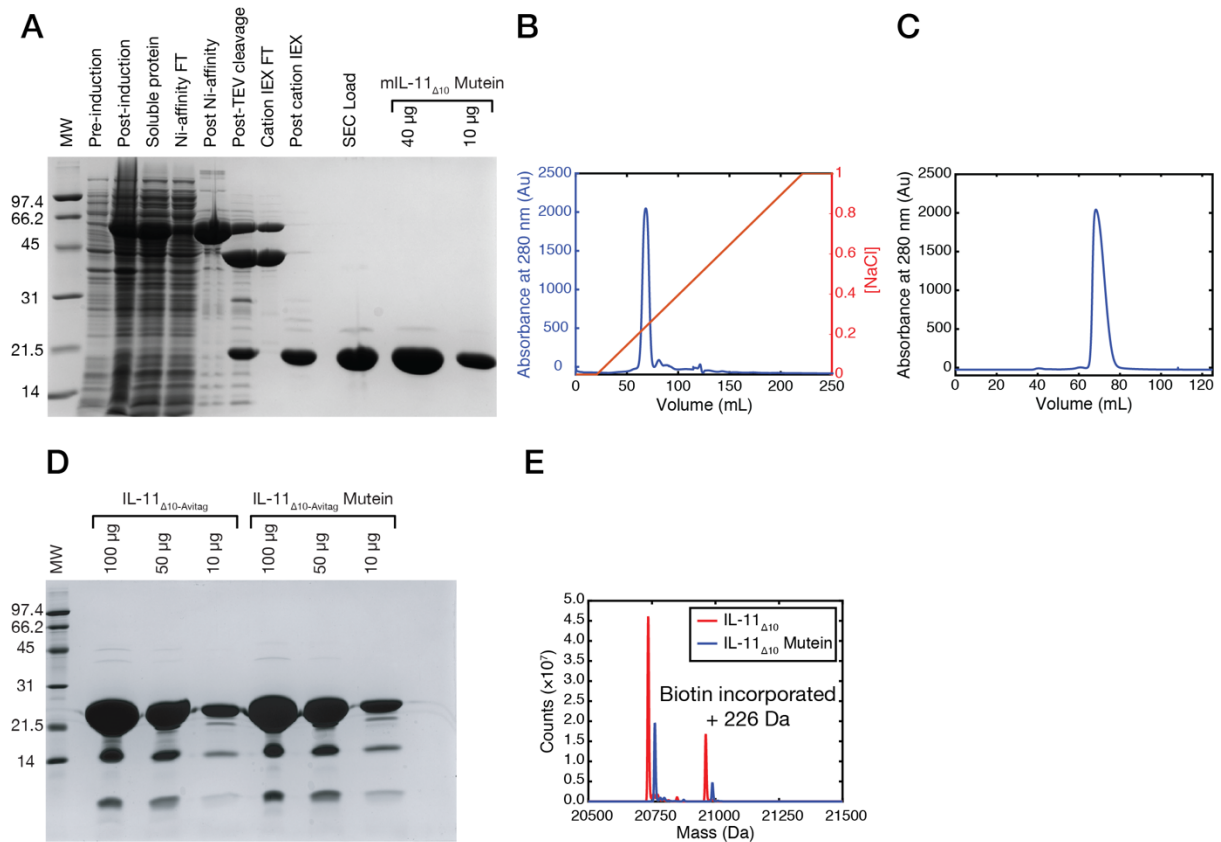 A
MW
Pre-induction
Post-induction
Soluble protein
Ni-affinity FT
Post Ni-affinity
Post-TEV cleavage
Cation IEX FT
Post cation IEX
SEC Load
mIL-11Δ10 Mutein
40 µg
10 µg
97.4
66.2
45
31
21.5
14
B
2500
2000
1500
1000
500
0
Absorbance at 280 nm (Au)
1
0.8
0.6
0.4
0.2
0
[NaCl]
0 50 100 150 200 250
Volume (mL)
C
2500
2000
1500
1000
500
0
Absorbance at 280 nm (Au)
0 20 40 60 80 100 120
Volume (mL)
D
IL-11Δ10-Avitag
IL-11Δ10-Avitag Mutein
MW
100 µg
50 µg
10 µg
100 µg
50 µg
10 µg
97.4
66.2
45
31
21.5
14
E
5.0
4.5
4.0
3.5
3.0
2.5
2.0
1.5
1.0
0.5
0.0
Counts (×10⁷)
IL-11Δ10
IL-11Δ10 Mutein
Biotin incorporated
+ 226 Da
20500 20750 21000 21250 21500
Mass (Da)